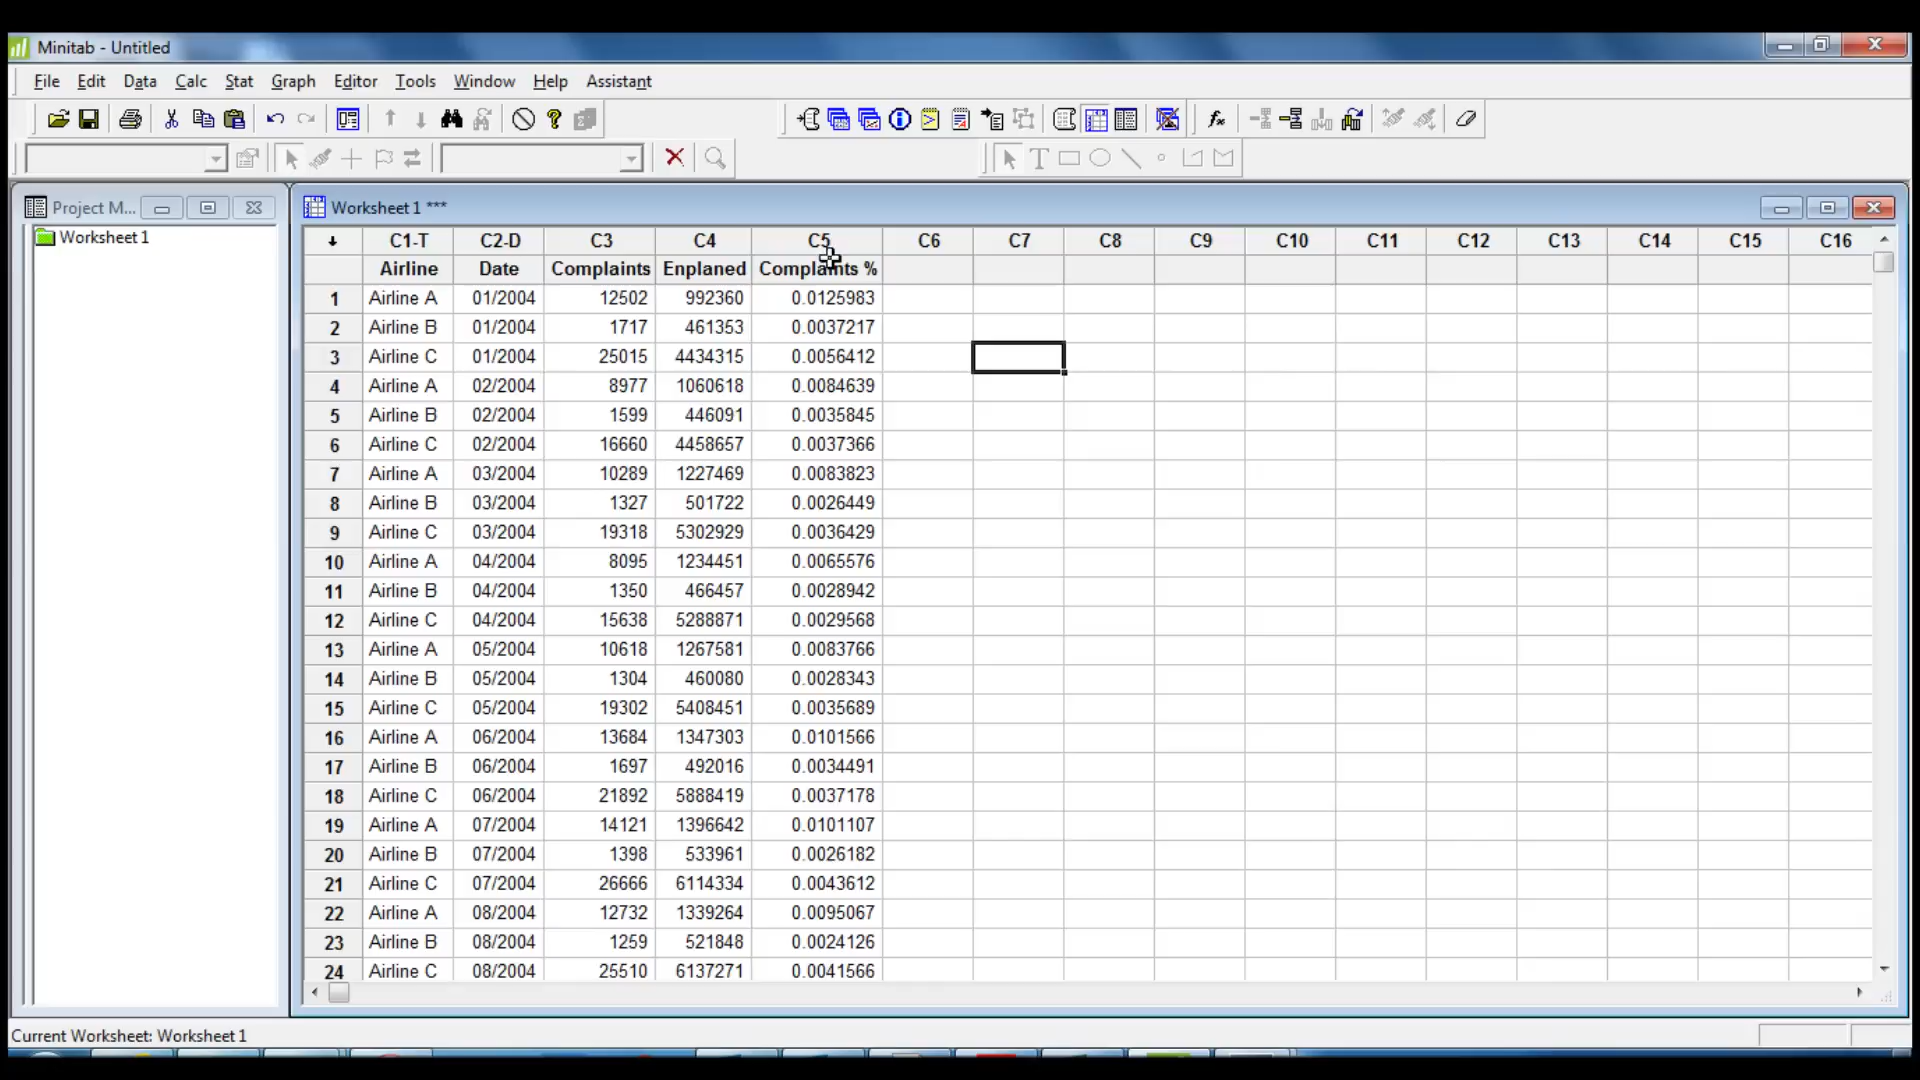 Minitab - Untitled
File Edit Data Calc Stat Graph Editor Tools Window Help Assistant
Project M... Worksheet 1 ***
Worksheet 1
C1-T C2-D C3 C4 C5 C6 C7 C8 C9 C10 C11 C12 C13 C14 C15 C16
Airline Date Complaints Enplaned Complaints %
1 Airline A 01/2004 12502 992360 0.0125983
2 Airline B 01/2004 1717 461353 0.0037217
3 Airline C 01/2004 25015 4434315 0.0056412
4 Airline A 02/2004 8977 1060618 0.0084639
5 Airline B 02/2004 1599 446091 0.0035845
6 Airline C 02/2004 16660 4458657 0.0037366
7 Airline A 03/2004 10289 1227469 0.0083823
8 Airline B 03/2004 1327 501722 0.0026449
9 Airline C 03/2004 19318 5302929 0.0036429
10 Airline A 04/2004 8095 1234451 0.0065576
11 Airline B 04/2004 1350 466457 0.0028942
12 Airline C 04/2004 15638 5288871 0.0029568
13 Airline A 05/2004 10618 1267581 0.0083766
14 Airline B 05/2004 1304 460080 0.0028343
15 Airline C 05/2004 19302 5408451 0.0035689
16 Airline A 06/2004 13684 1347303 0.0101566
17 Airline B 06/2004 1697 492016 0.0034491
18 Airline C 06/2004 21892 5888419 0.0037178
19 Airline A 07/2004 14121 1396642 0.0101107
20 Airline B 07/2004 1398 533961 0.0026182
21 Airline C 07/2004 26666 6114334 0.0043612
22 Airline A 08/2004 12732 1339264 0.0095067
23 Airline B 08/2004 1259 521848 0.0024126
24 Airline C 08/2004 25510 6137271 0.0041566
Current Worksheet: Worksheet 1